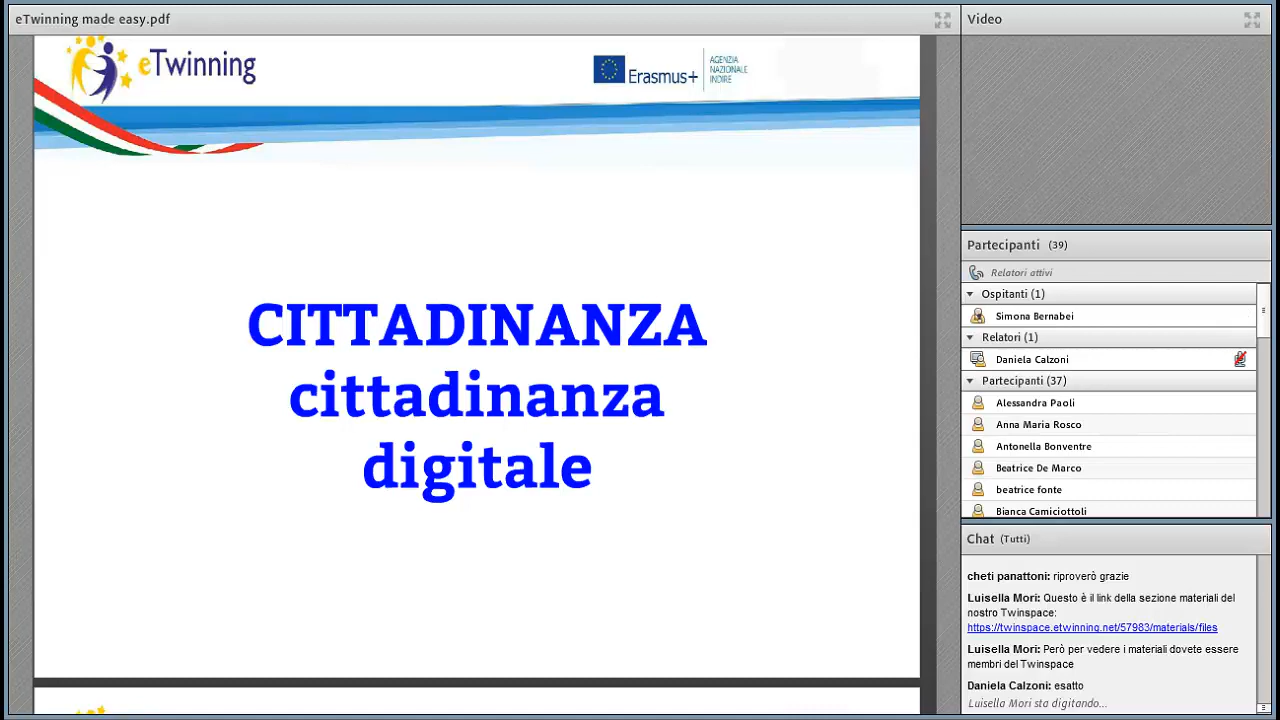 eTwinning made easy.pdf
eTwinning
Erasmus+
AGENZIA
NAZIONALE
INDIRE
CITTADINANZA
cittadinanza
digitale
Video
Partecipanti (39)
Relatori attivi
Ospitanti (1)
Simona Bernabei
Relatori (1)
Daniela Calzoni
Partecipanti (37)
Alessandra Paoli
Anna Maria Rosco
Antonella Bonventre
Beatrice De Marco
beatrice fonte
Bianca Camiciottoli
Chat (Tutti)
cheti panattoni: riproverò grazie
Luisella Mori: Questo è il link della sezione materiali del
nostro Twinspace:
https://twinspace.etwinning.net/57983/materials/files
Luisella Mori: Però per vedere i materiali dovete essere
membri del Twinspace
Daniela Calzoni: esatto
Luisella Mori sta digitando...